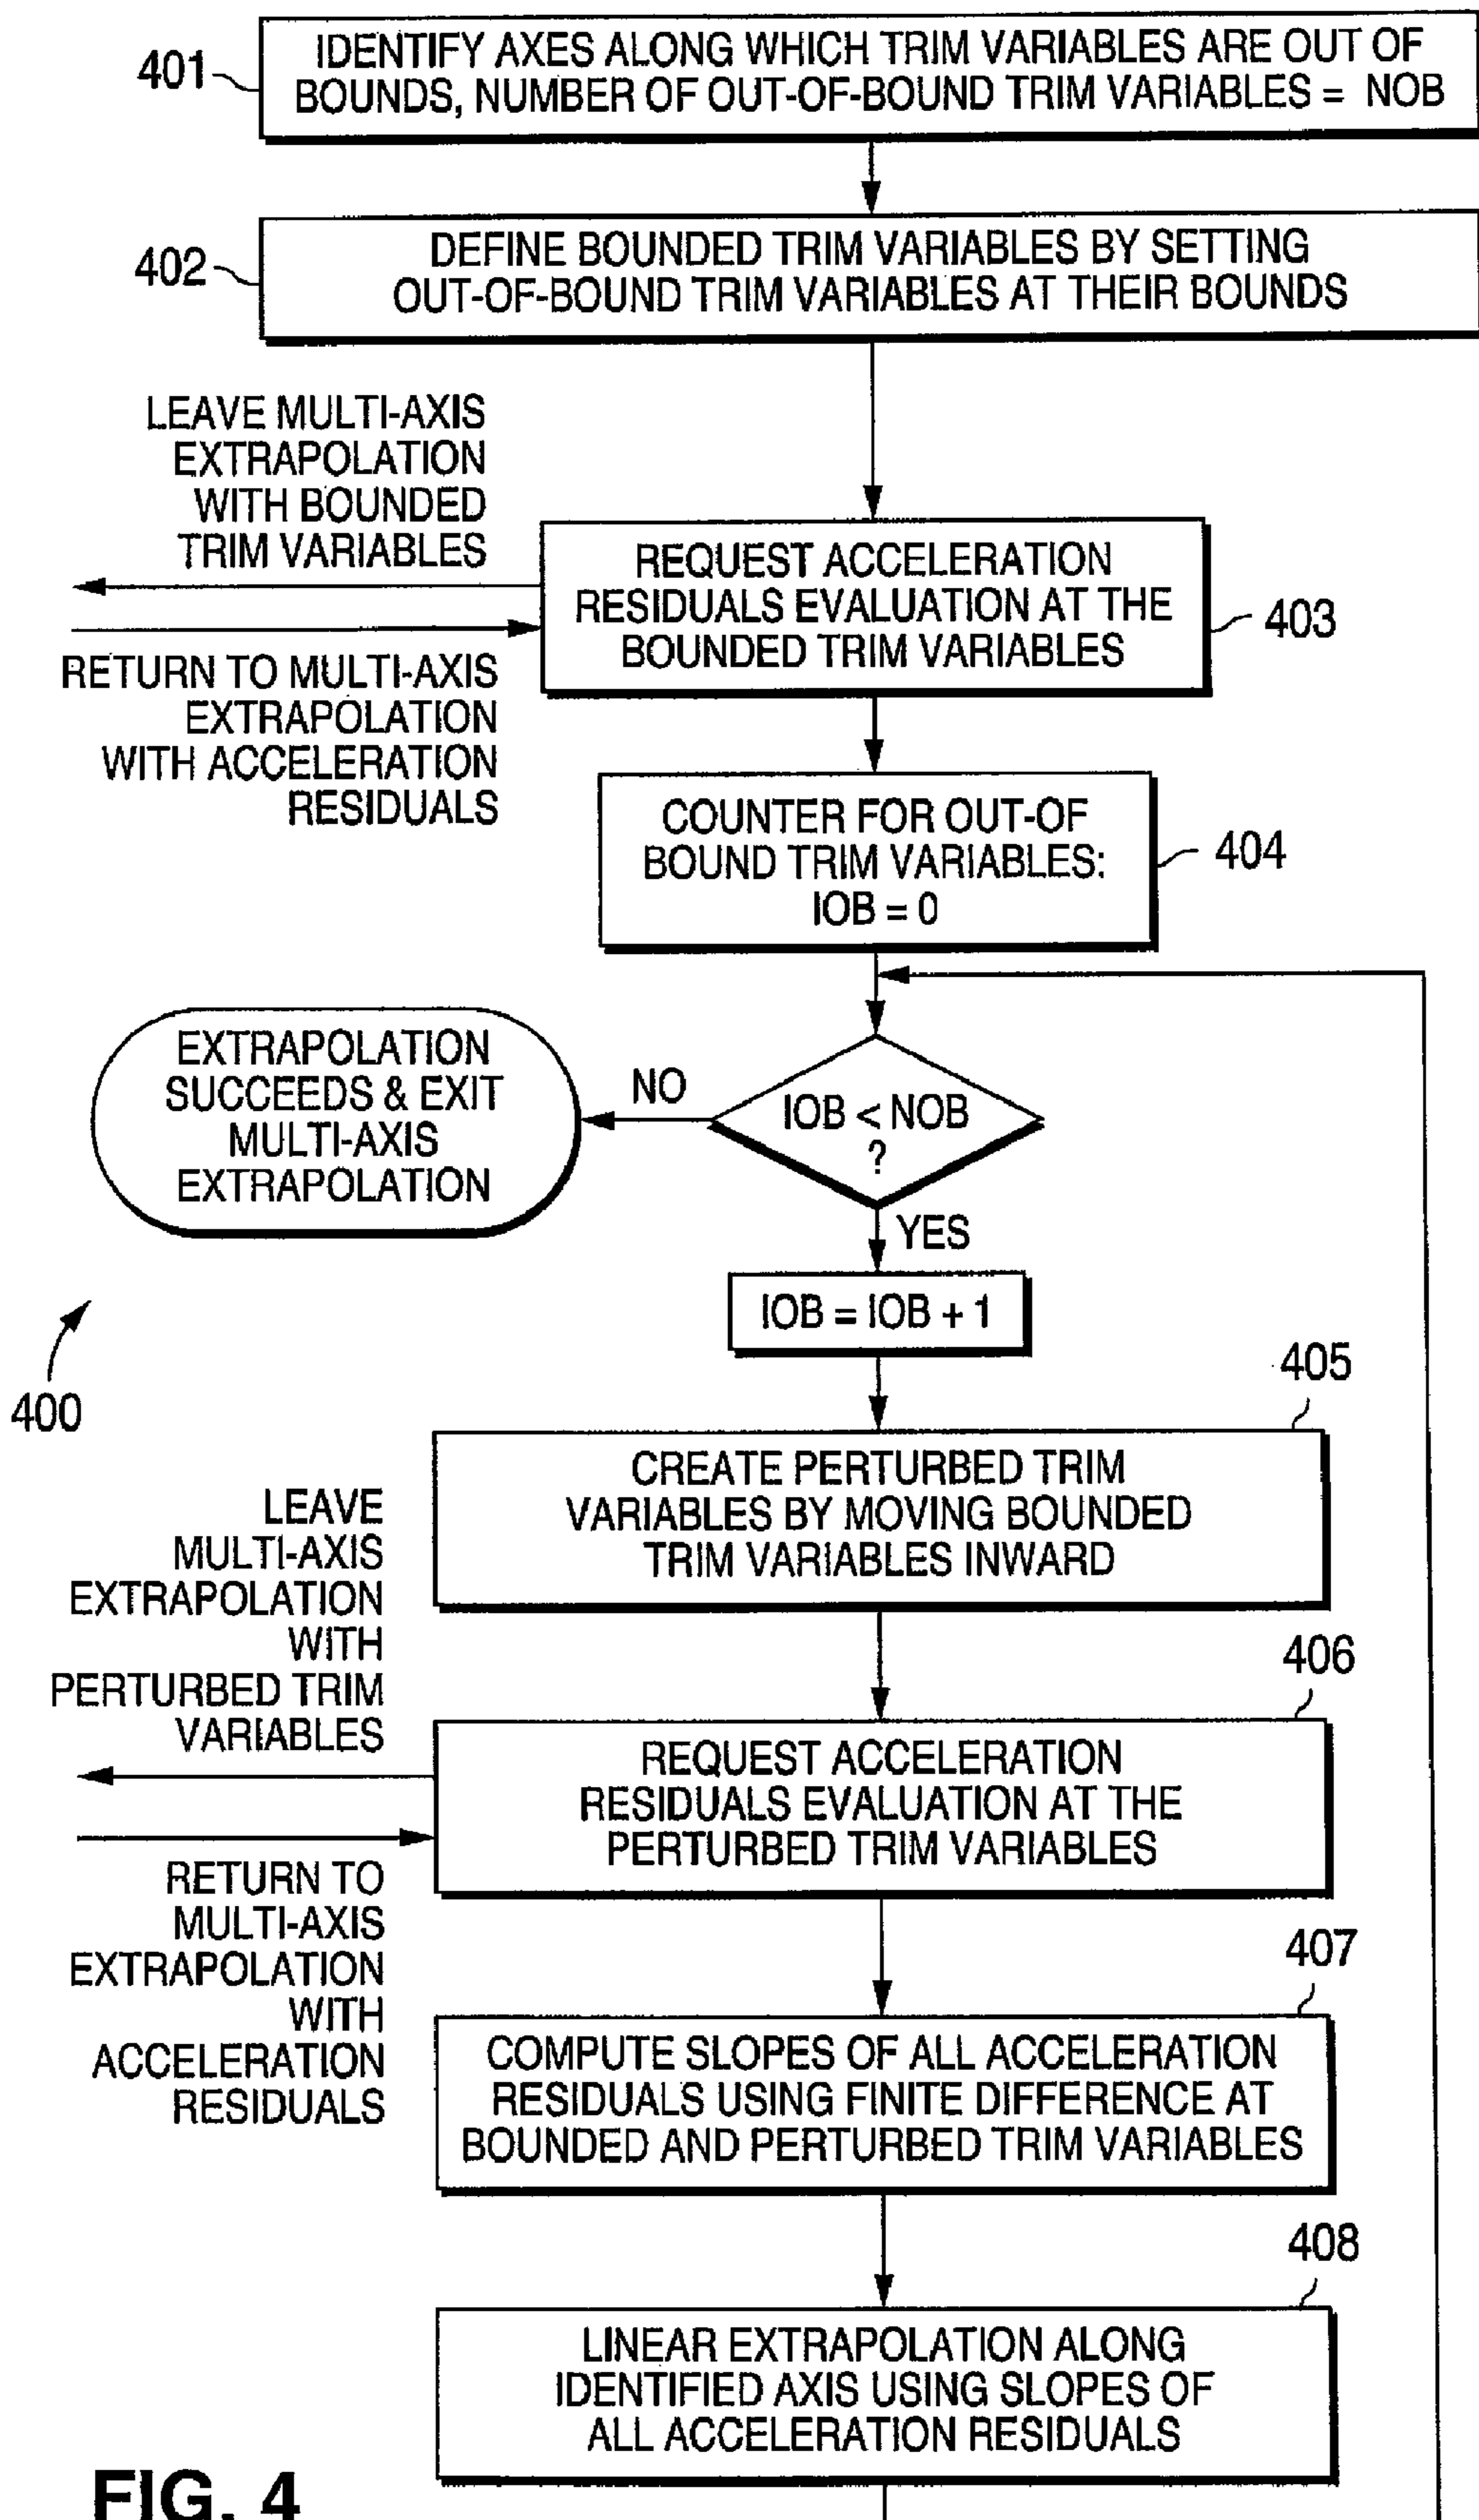 401
IDENTIFY AXES ALONG WHICH TRIM VARIABLES ARE OUT OF
BOUNDS, NUMBER OF OUT-OF-BOUND TRIM VARIABLES = NOB
402
DEFINE BOUNDED TRIM VARIABLES BY SETTING
OUT-OF-BOUND TRIM VARIABLES AT THEIR BOUNDS
LEAVE MULTI-AXIS
EXTRAPOLATION
WITH BOUNDED
TRIM VARIABLES
REQUEST ACCELERATION
RESIDUALS EVALUATION AT THE
BOUNDED TRIM VARIABLES
403
RETURN TO MULTI-AXIS
EXTRAPOLATION
WITH ACCELERATION
RESIDUALS
COUNTER FOR OUT-OF
BOUND TRIM VARIABLES:
IOB = 0
404
EXTRAPOLATION
SUCCEEDS & EXIT
MULTI-AXIS
EXTRAPOLATION
NO
IOB < NOB
?
YES
IOB = IOB + 1
400
405
CREATE PERTURBED TRIM
VARIABLES BY MOVING BOUNDED
TRIM VARIABLES INWARD
LEAVE
MULTI-AXIS
EXTRAPOLATION
WITH
PERTURBED TRIM
VARIABLES
406
REQUEST ACCELERATION
RESIDUALS EVALUATION AT THE
PERTURBED TRIM VARIABLES
RETURN TO
MULTI-AXIS
EXTRAPOLATION
WITH
ACCELERATION
RESIDUALS
407
COMPUTE SLOPES OF ALL ACCELERATION
RESIDUALS USING FINITE DIFFERENCE AT
BOUNDED AND PERTURBED TRIM VARIABLES
408
LINEAR EXTRAPOLATION ALONG
IDENTIFIED AXIS USING SLOPES OF
ALL ACCELERATION RESIDUALS
FIG. 4